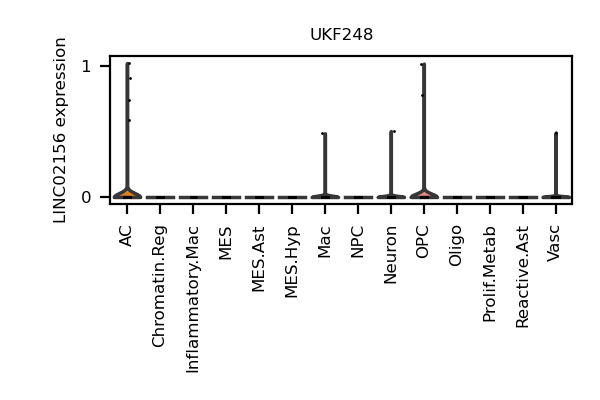 UKF248
LINC02156 expression
1
0
AC
Chromatin.Reg
Inflammatory.Mac
MES
MES.Ast
MES.Hyp
Mac
NPC
Neuron
OPC
Oligo
Prolif.Metab
Reactive.Ast
Vasc